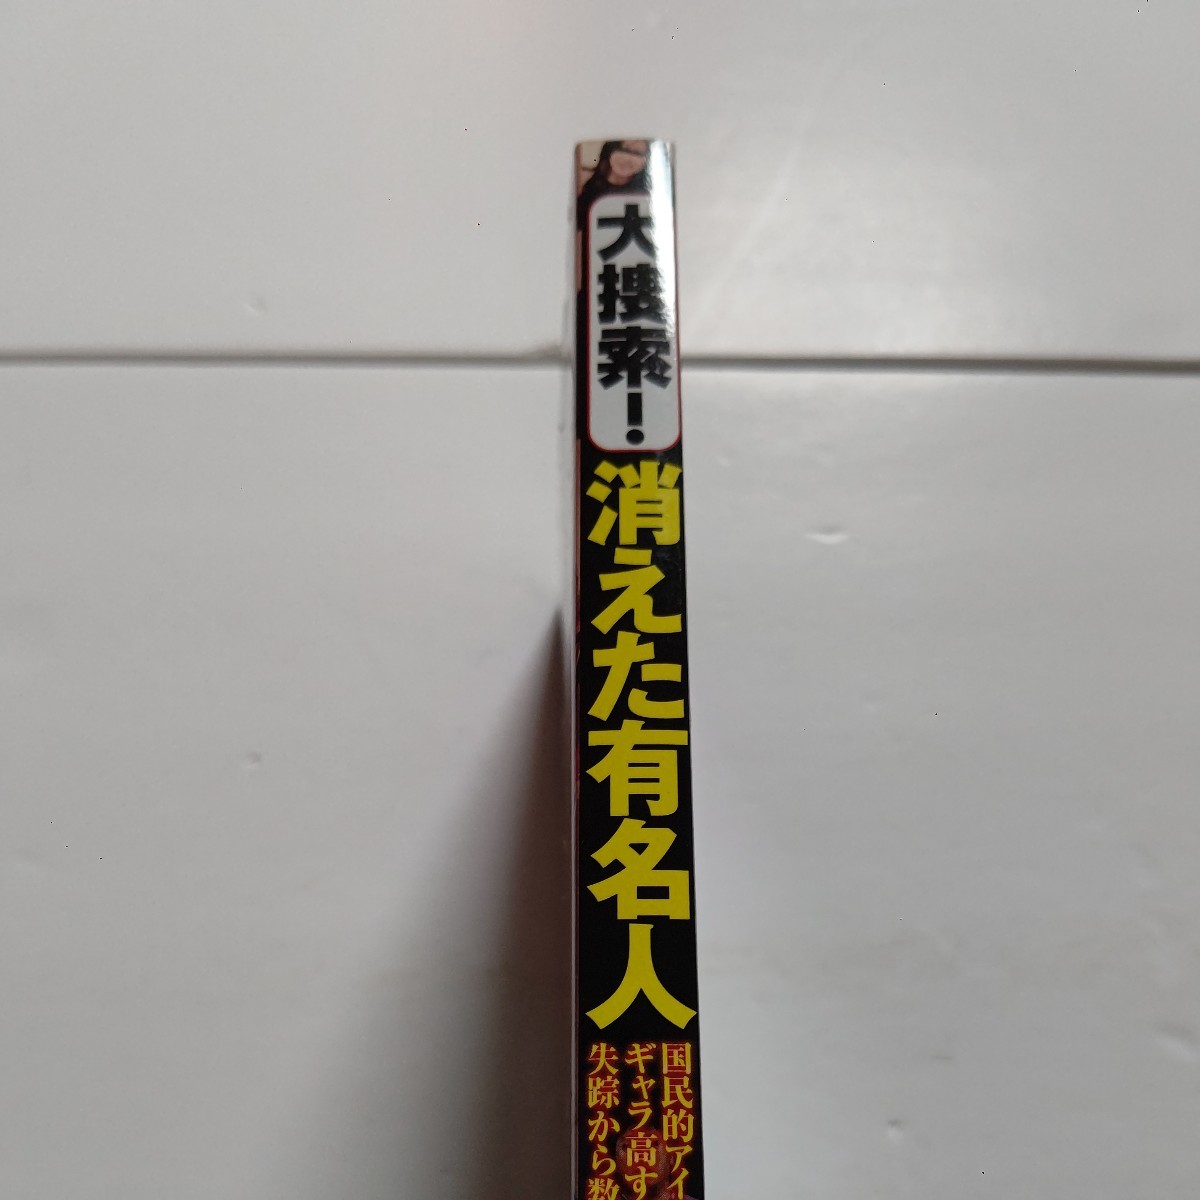 大捜索!
消えた有名人
国民的アイ
ギャラ高す
失踪から数